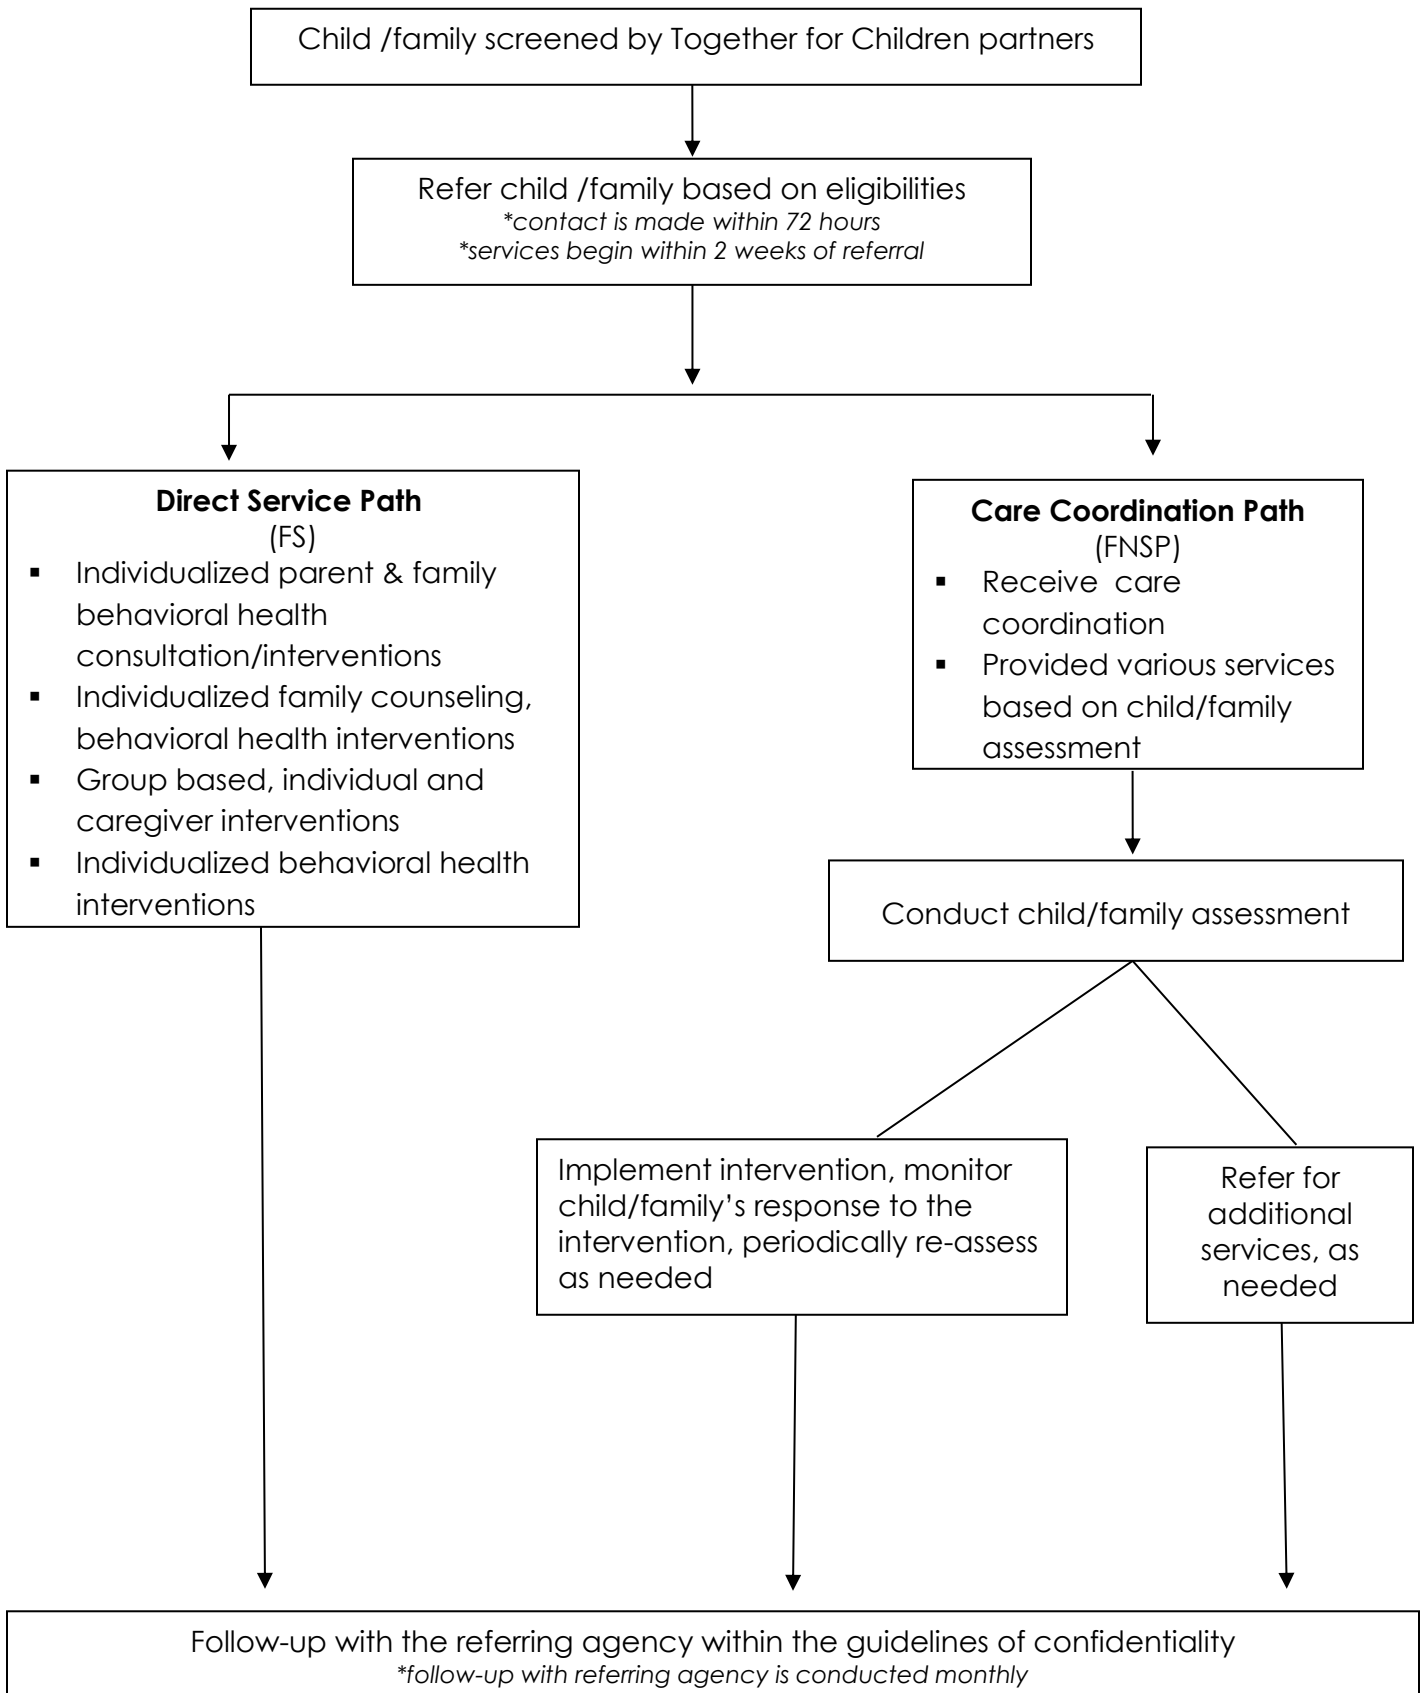 Child /family screened by Together for Children partners
Refer child /family based on eligibilities
*contact is made within 72 hours
*services begin within 2 weeks of referral
Direct Service Path
(FS)
▪ Individualized parent & family
behavioral health
consultation/interventions
▪ Individualized family counseling,
behavioral health interventions
▪ Group based, individual and
caregiver interventions
▪ Individualized behavioral health
interventions
Care Coordination Path
(FNSP)
▪ Receive care
coordination
▪ Provided various services
based on child/family
assessment
Conduct child/family assessment
Implement intervention, monitor
child/family’s response to the
intervention, periodically re-assess
as needed
Refer for
additional
services, as
needed
Follow-up with the referring agency within the guidelines of confidentiality
*follow-up with referring agency is conducted monthly